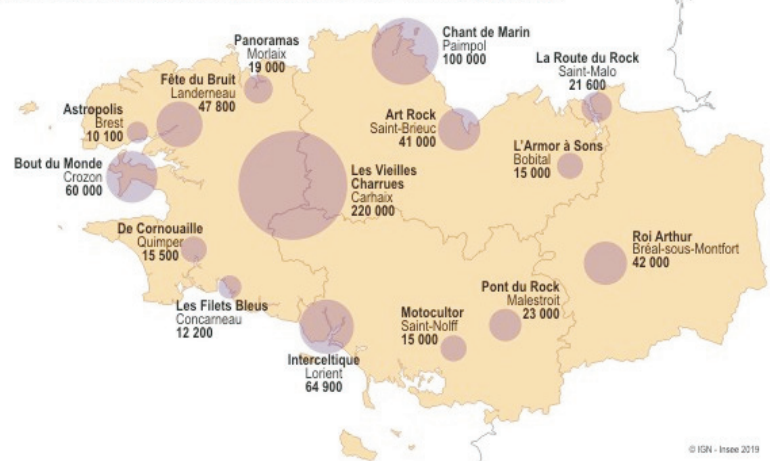 Chant de Marin
Paimpol
100 000
Panoramas
Morlaix
19 000
La Route du Rock
Saint-Malo
21 600
Fête du Bruit
Landerneau
47 800
Astropolis
Brest
10 100
Art Rock
Saint-Brieuc
41 000
L'Armor à Sons
Bobital
15 000
Bout du Monde
Crozon
60 000
Les Vieilles
Charrues
Carhaix
220 000
De Cornouaille
Quimper
15 500
Roi Arthur
Bréal-sous-Montfort
42 000
Les Filets Bleus
Concarneau
12 200
Pont du Rock
Malestroit
23 000
Motocultor
Saint-Nolff
15 000
Interceltique
Lorient
64 900
© IGN - Insee 2019